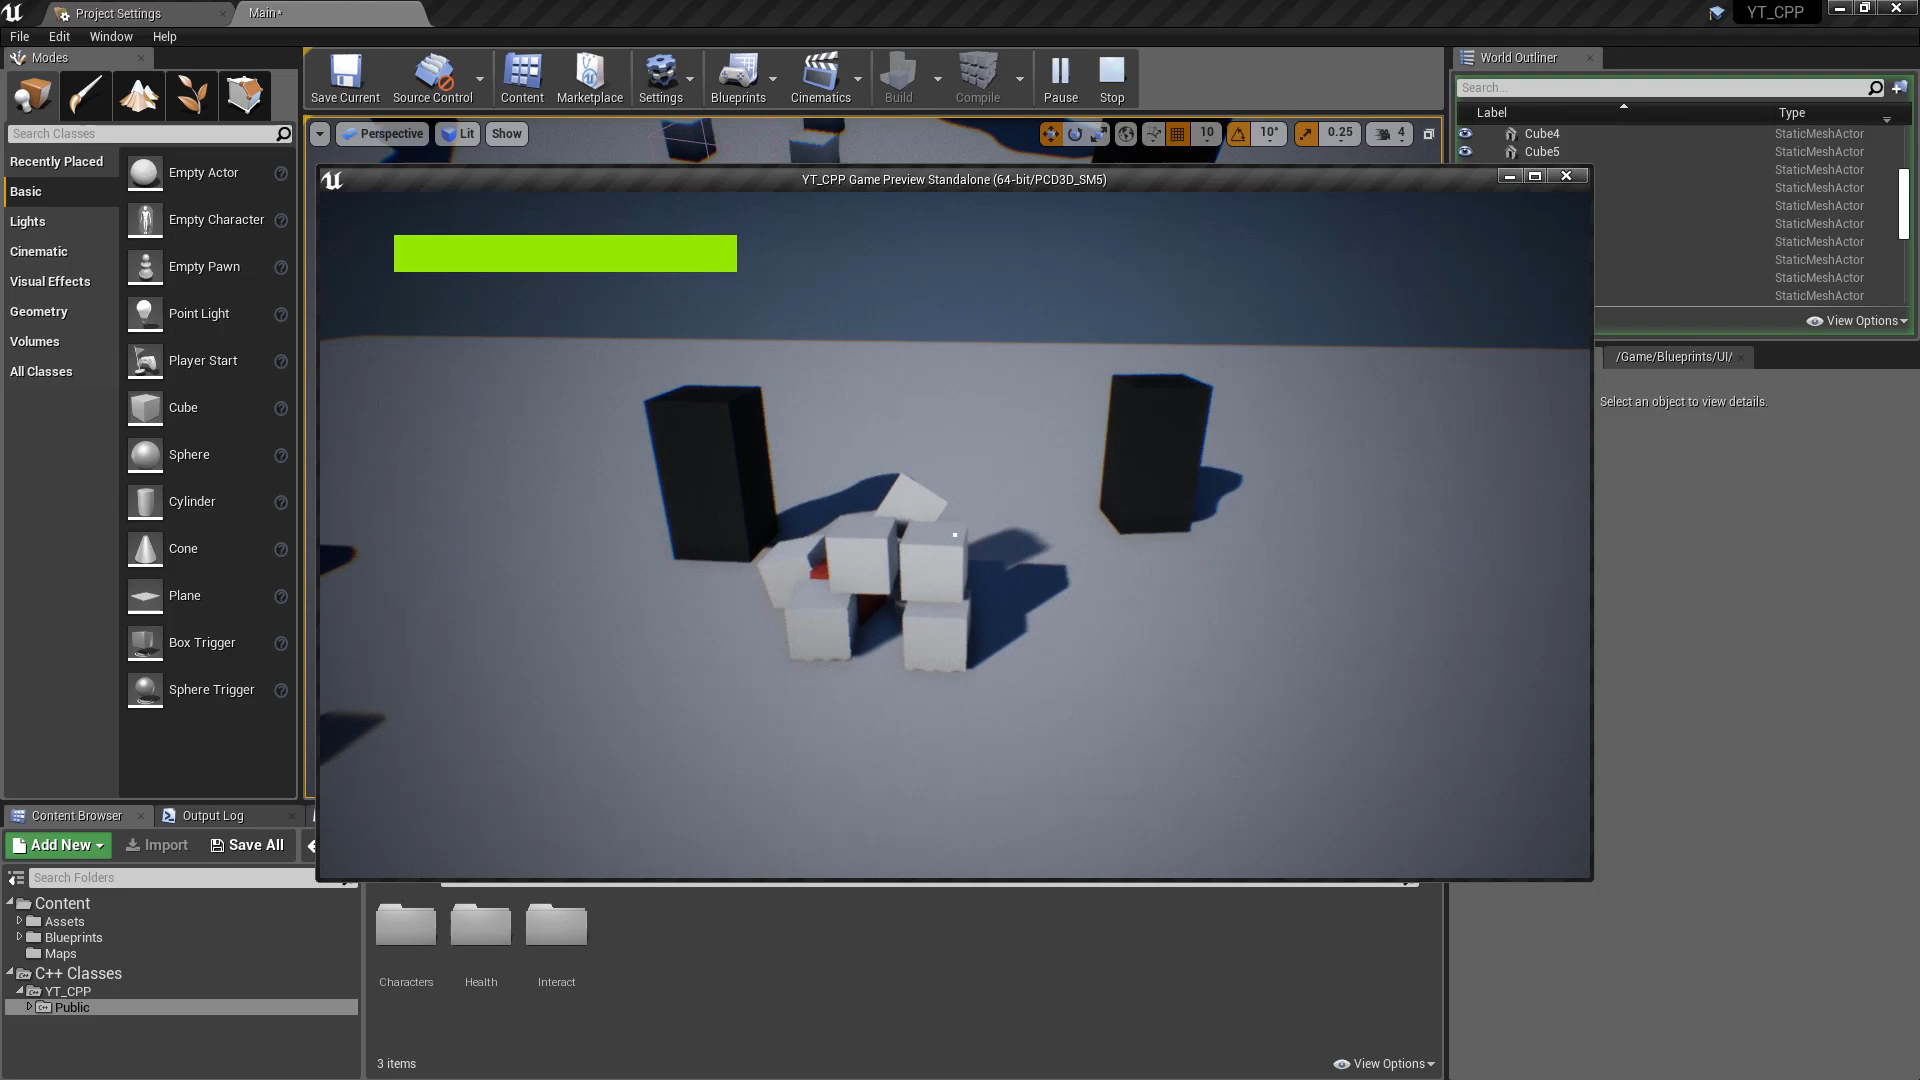 Project Settings
Main*
YT_CPP
File Edit Window Help
Modes
Search Classes
Recently Placed
Basic
Lights
Cinematic
Visual Effects
Geometry
Volumes
All Classes
Empty Actor
Empty Character
Empty Pawn
Point Light
Player Start
Cube
Sphere
Cylinder
Cone
Plane
Box Trigger
Sphere Trigger
Save Current
Source Control
Content
Marketplace
Settings
Blueprints
Cinematics
Build
Compile
Pause
Stop
Perspective
Lit
Show
10
10°
0.25
4
YT_CPP Game Preview Standalone (64-bit/PCD3D_SM5)
World Outliner
Search...
Label Type
Cube4 StaticMeshActor
Cube5 StaticMeshActor
StaticMeshActor
StaticMeshActor
StaticMeshActor
StaticMeshActor
StaticMeshActor
StaticMeshActor
StaticMeshActor
StaticMeshActor
View Options
/Game/Blueprints/UI/
Select an object to view details.
Content Browser
Output Log
Add New
Import
Save All
Search Folders
Content
Assets
Blueprints
Maps
C++ Classes
YT_CPP
Public
Characters
Health
Interact
3 items
View Options